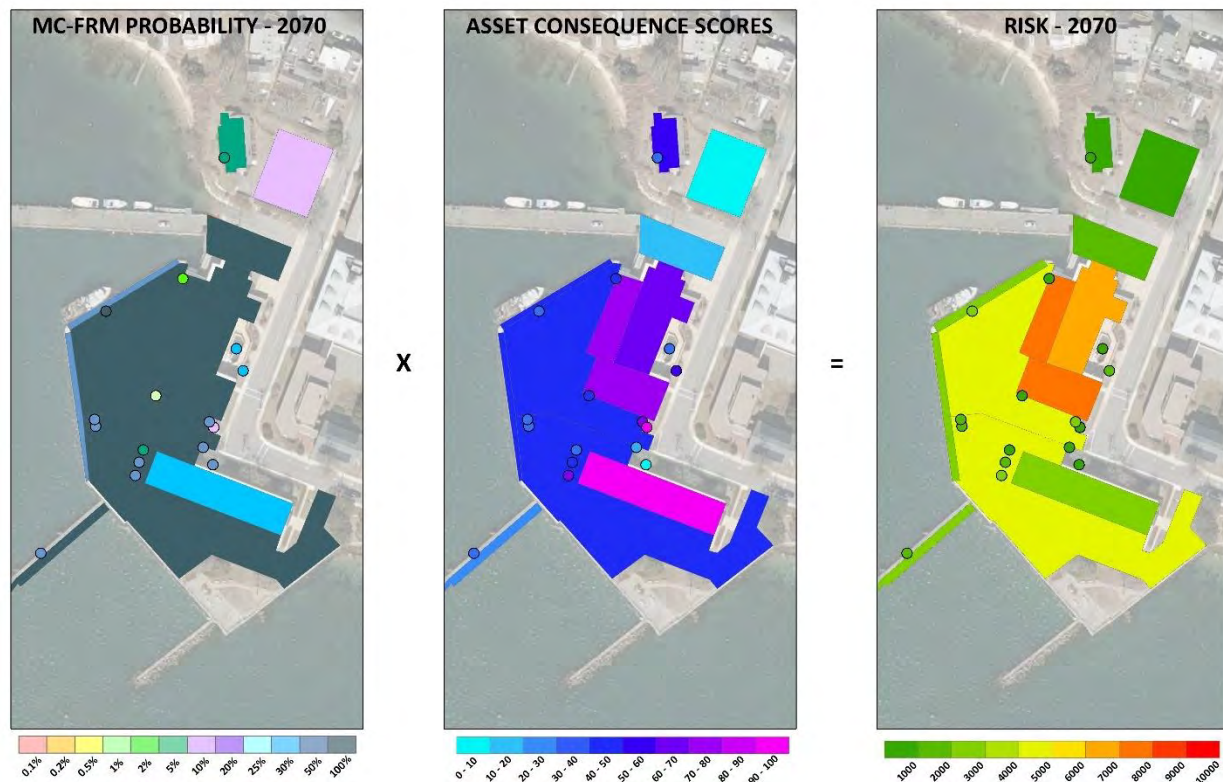 MC-FRM PROBABILITY - 2070
ASSET CONSEQUENCE SCORES
RISK - 2070
X
=
0.1%
0.2%
0.5%
1%
2%
5%
10%
20%
25%
30%
50%
100%
0 - 10
10 - 20
20 - 30
30 - 40
40 - 50
50 - 60
60 - 70
70 - 80
80 - 90
90 - 100
1000
2000
3000
4000
5000
6000
7000
8000
9000
10000